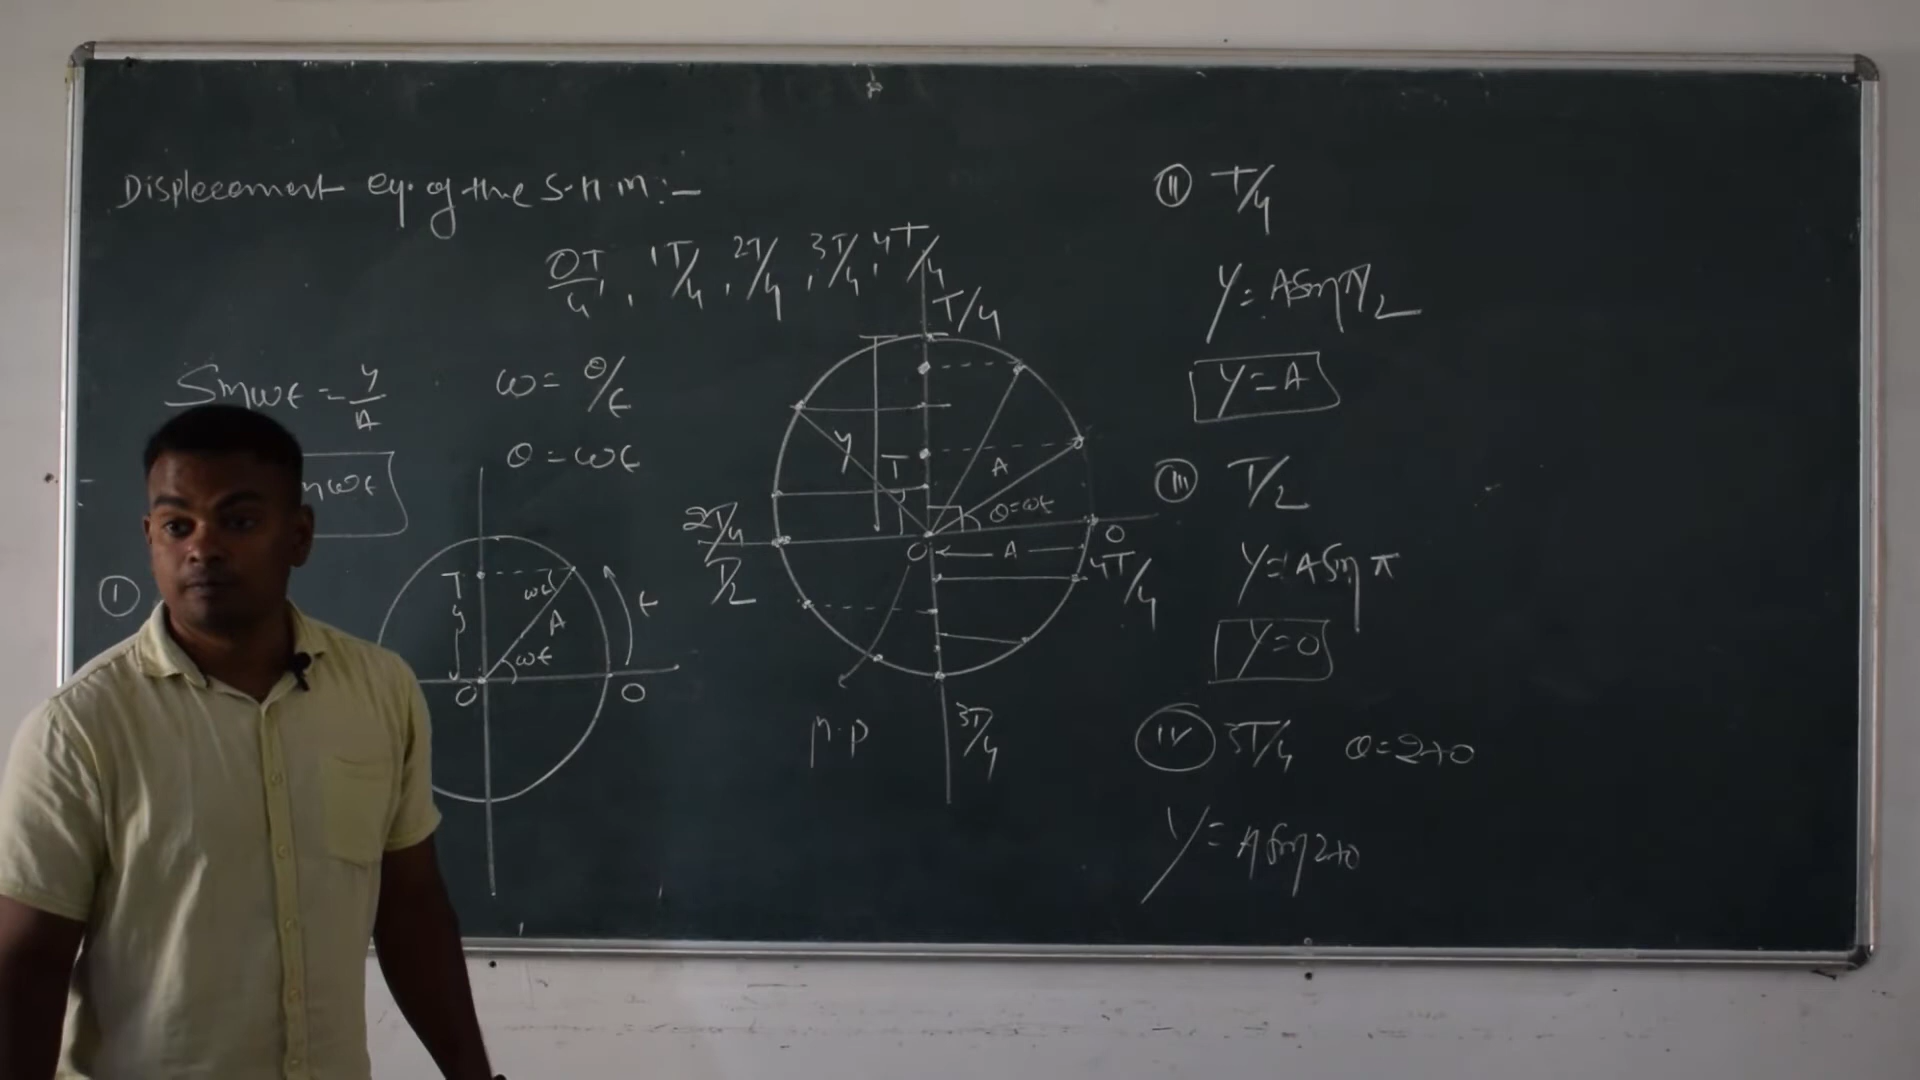 Displacement eq. of the S.H.M:-
0T/4, 1T/4, 2T/4, 3T/4, 4T/4
Sinωt = y/A
ω = θ/t
θ = ωt
nωt
I
T
y
ωt
A
ωt
t
O
O
T/4
y
T
A
θ=ωt
2T/4
T/2
O
A
O
4T/4
M.P
3T/4
II T/4
y = A Sin π/2
y = A
III T/2
y = A Sin π
y = 0
IV 3T/4 θ = 270
y = A Sin 270